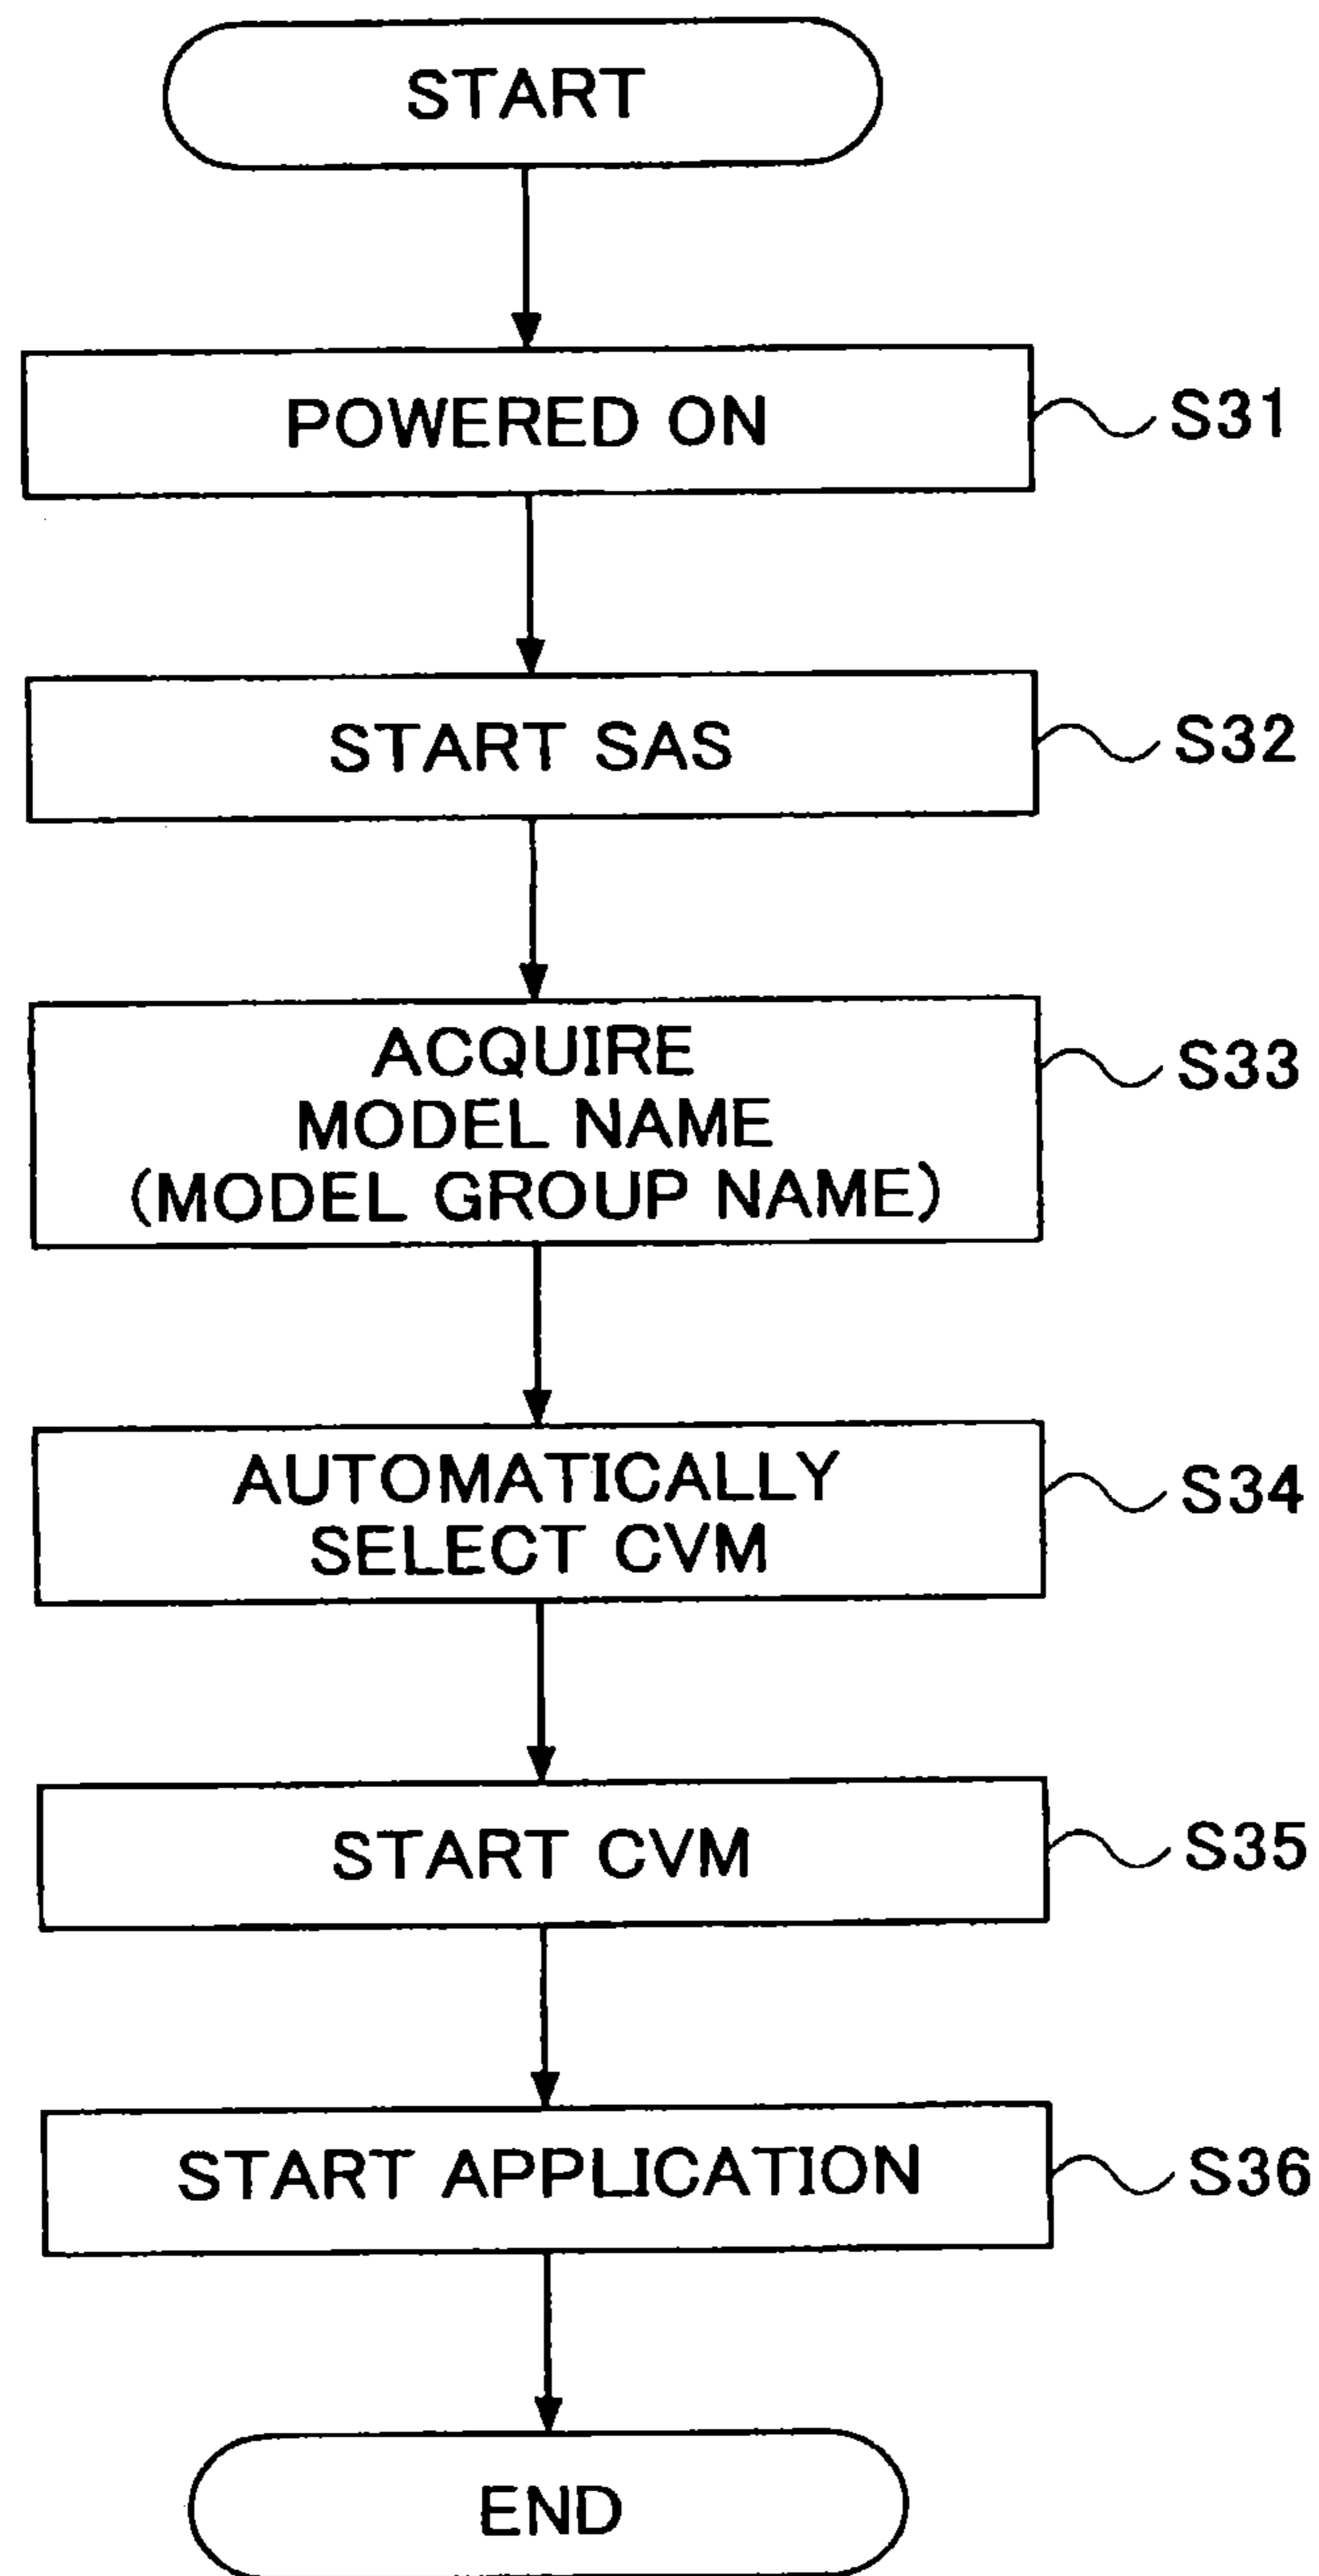 START
POWERED ON
S31
START SAS
S32
ACQUIRE
S33
MODEL NAME
(MODEL GROUP NAME)
AUTOMATICALLY
S34
SELECT CVM
START CVM
S35
START APPLICATION
S36
END